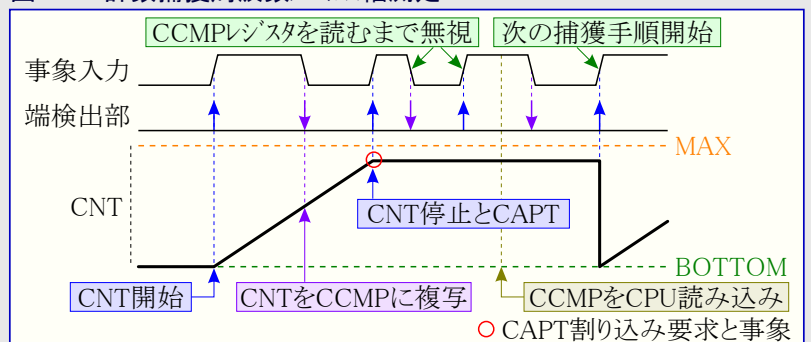 CCMPレジスタを読むまで無視
次の捕獲手順開始
事象入力
端検出部
MAX
CNT
CNT停止とCAPT
BOTTOM
CNT開始
CNTをCCMPに複写
CCMPをCPU読み込み
CAPT割り込み要求と事象